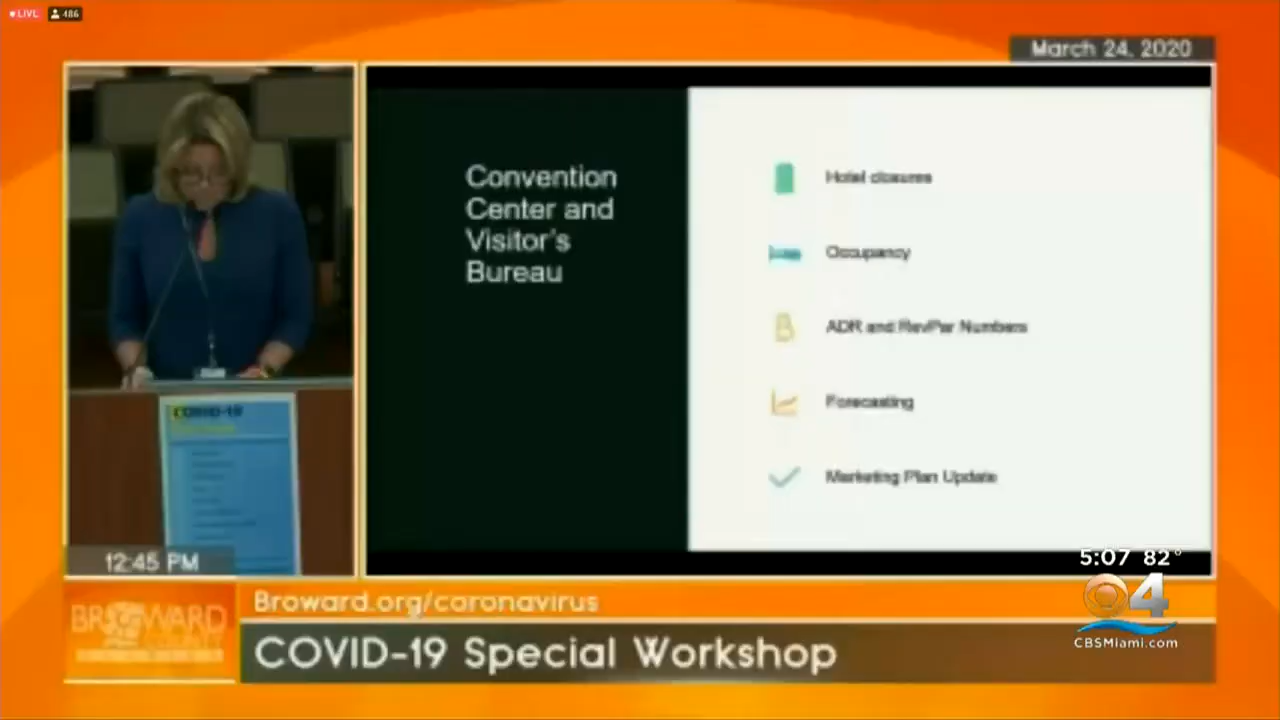 LIVE
486
March 24, 2020
Convention
Center and
Visitor's
Bureau
Hotel closures
Occupancy
ADR and RevPar Numbers
Forecasting
Marketing Plan Update
COVID-19
12:45 PM
5:07 82°
4
CBSMiami.com
BROWARD
Broward.org/coronavirus
COVID-19 Special Workshop